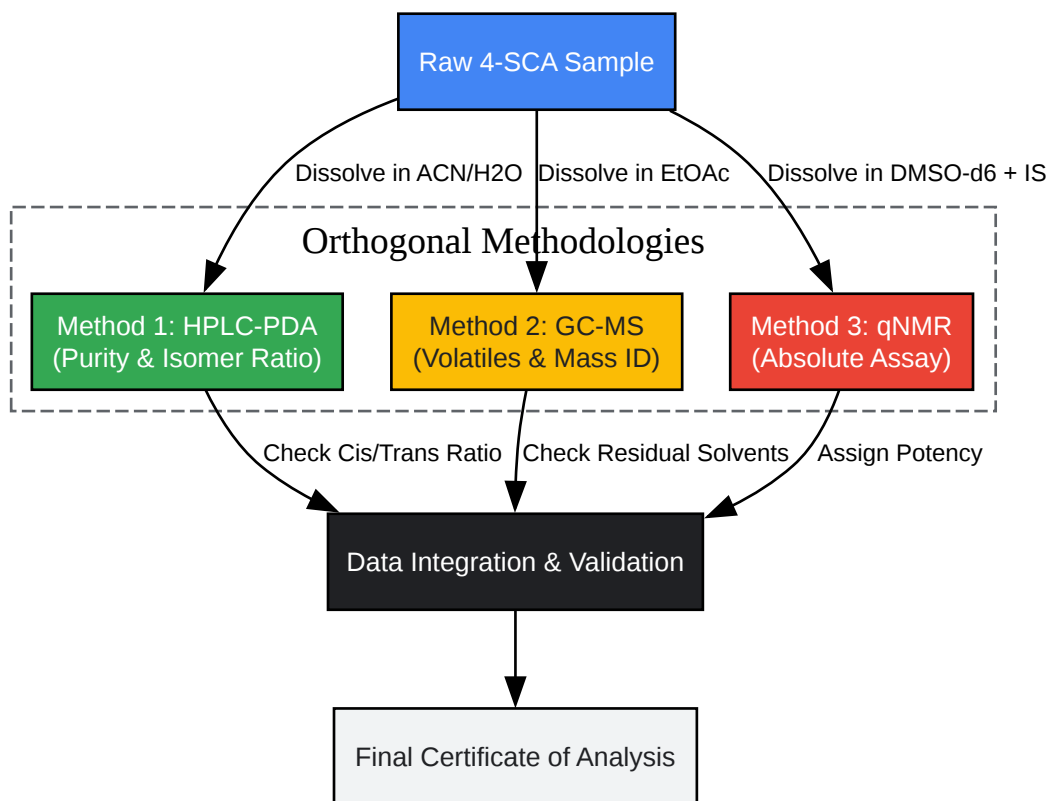 Raw 4-SCA Sample
Dissolve in ACN/H2O
Dissolve in EtOAc
Dissolve in DMSO-d6 + IS
Orthogonal Methodologies
Method 1: HPLC-PDA
(Purity & Isomer Ratio)
Method 2: GC-MS
(Volatiles & Mass ID)
Method 3: qNMR
(Absolute Assay)
Check Cis/Trans Ratio
Check Residual Solvents
Assign Potency
Data Integration & Validation
Final Certificate of Analysis